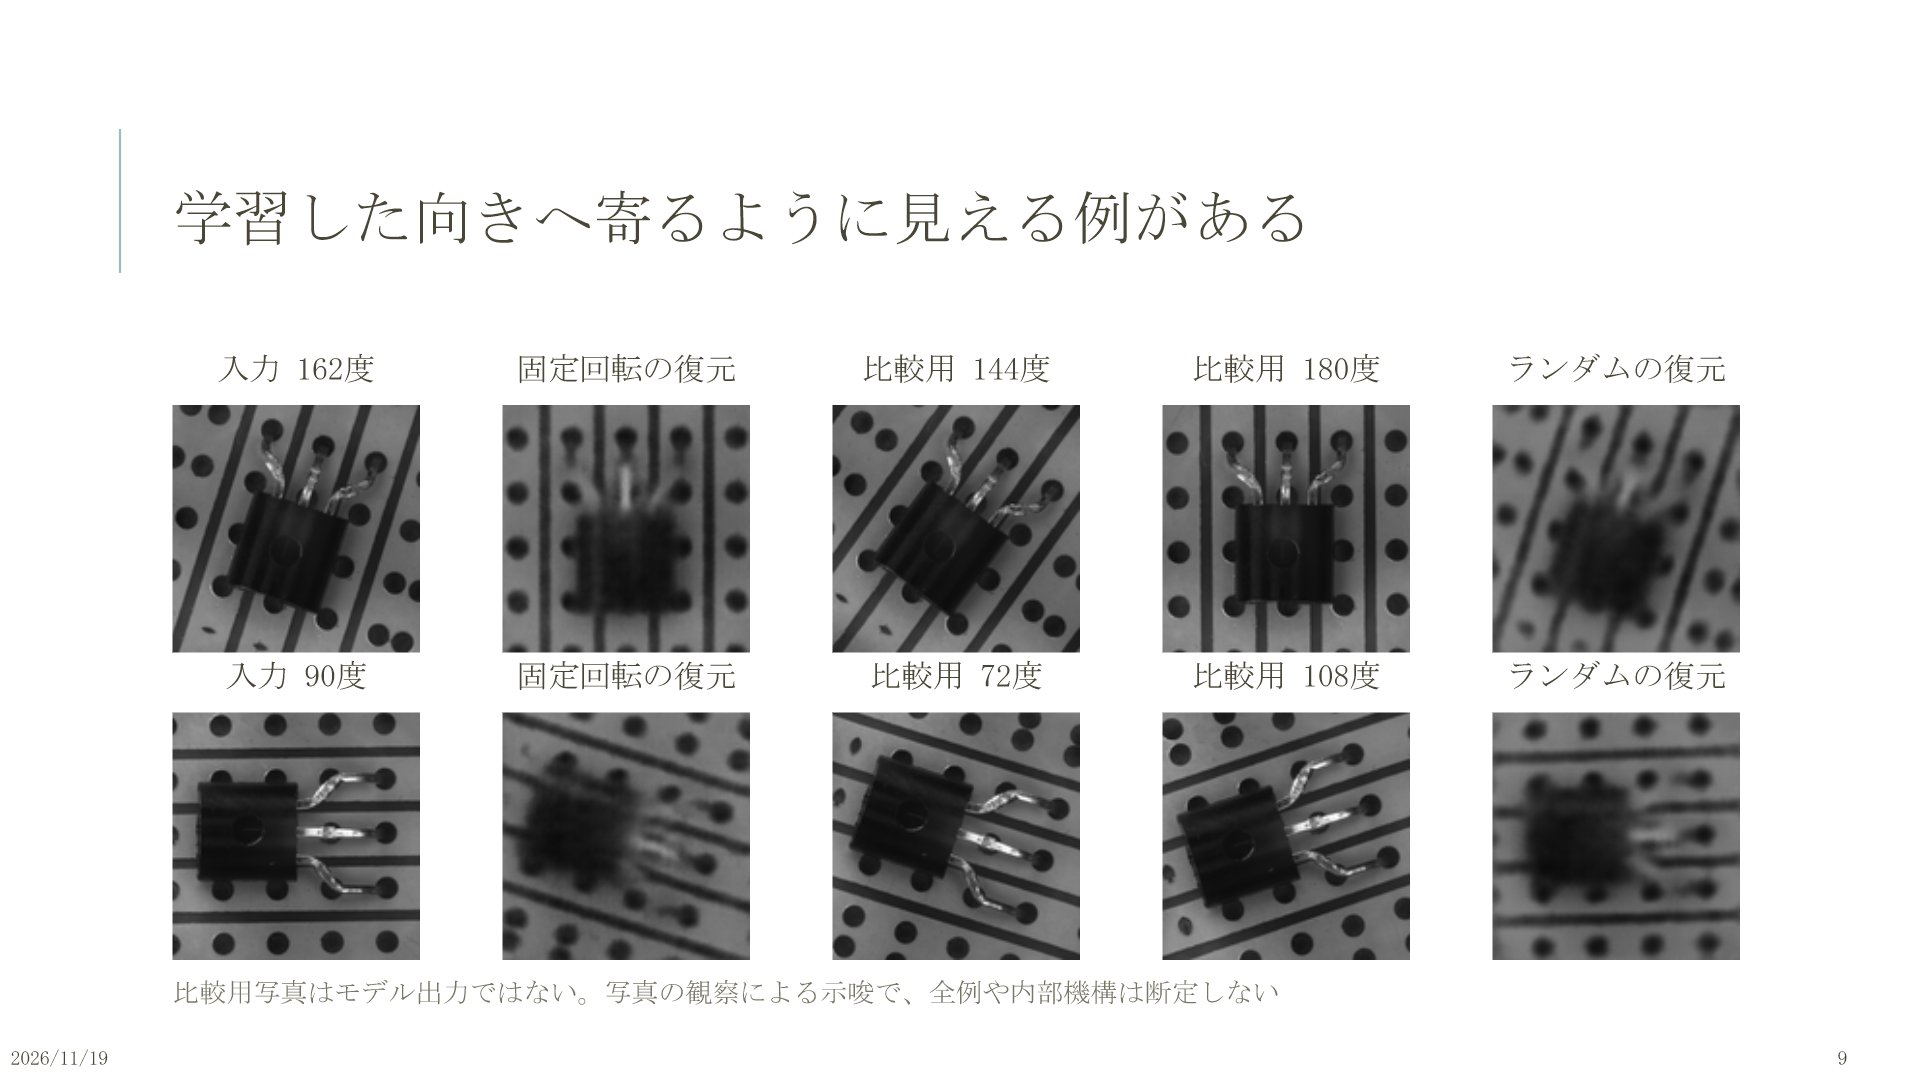 学習した向きへ寄るように見える例がある
入力 162度
固定回転の復元
比較用 144度
比較用 180度
ランダムの復元
入力 90度
固定回転の復元
比較用 72度
比較用 108度
ランダムの復元
比較用写真はモデル出力ではない。写真の観察による示唆で、全例や内部機構は断定しない
2026/11/19
9